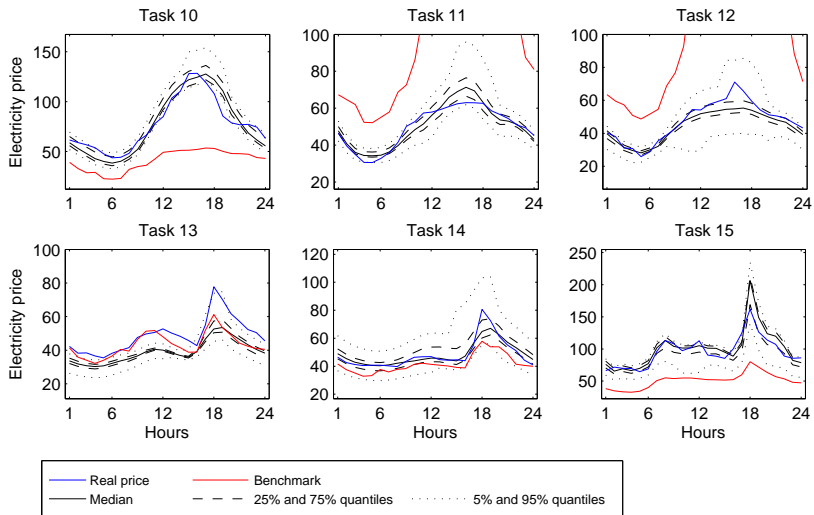 Task 10
Task 11
Task 12
Electricity price
150
100
50
100
80
60
40
20
100
80
60
40
20
1 6 12 18 24
1 6 12 18 24
1 6 12 18 24
Task 13
Task 14
Task 15
Electricity price
100
80
60
40
20
120
100
80
60
40
20
250
200
150
100
50
1 6 12 18 24
1 6 12 18 24
1 6 12 18 24
Hours
Hours
Hours
Real price
Benchmark
Median
25% and 75% quantiles
5% and 95% quantiles